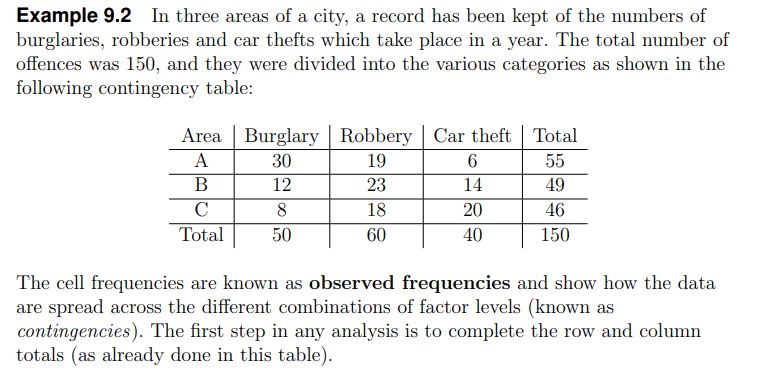 Example 9.2 In three areas of a city, a record has been kept of the numbers of
burglaries, robberies and car thefts which take place in a year. The total number of
offences was 150, and they were divided into the various categories as shown in the
following contingency table:
Area Burglary Robbery Car theft Total
A 30 19 6 55
B 12 23 14 49
C 8 18 20 46
Total 50 60 40 150
The cell frequencies are known as observed frequencies and show how the data
are spread across the different combinations of factor levels (known as
contingencies). The first step in any analysis is to complete the row and column
totals (as already done in this table).